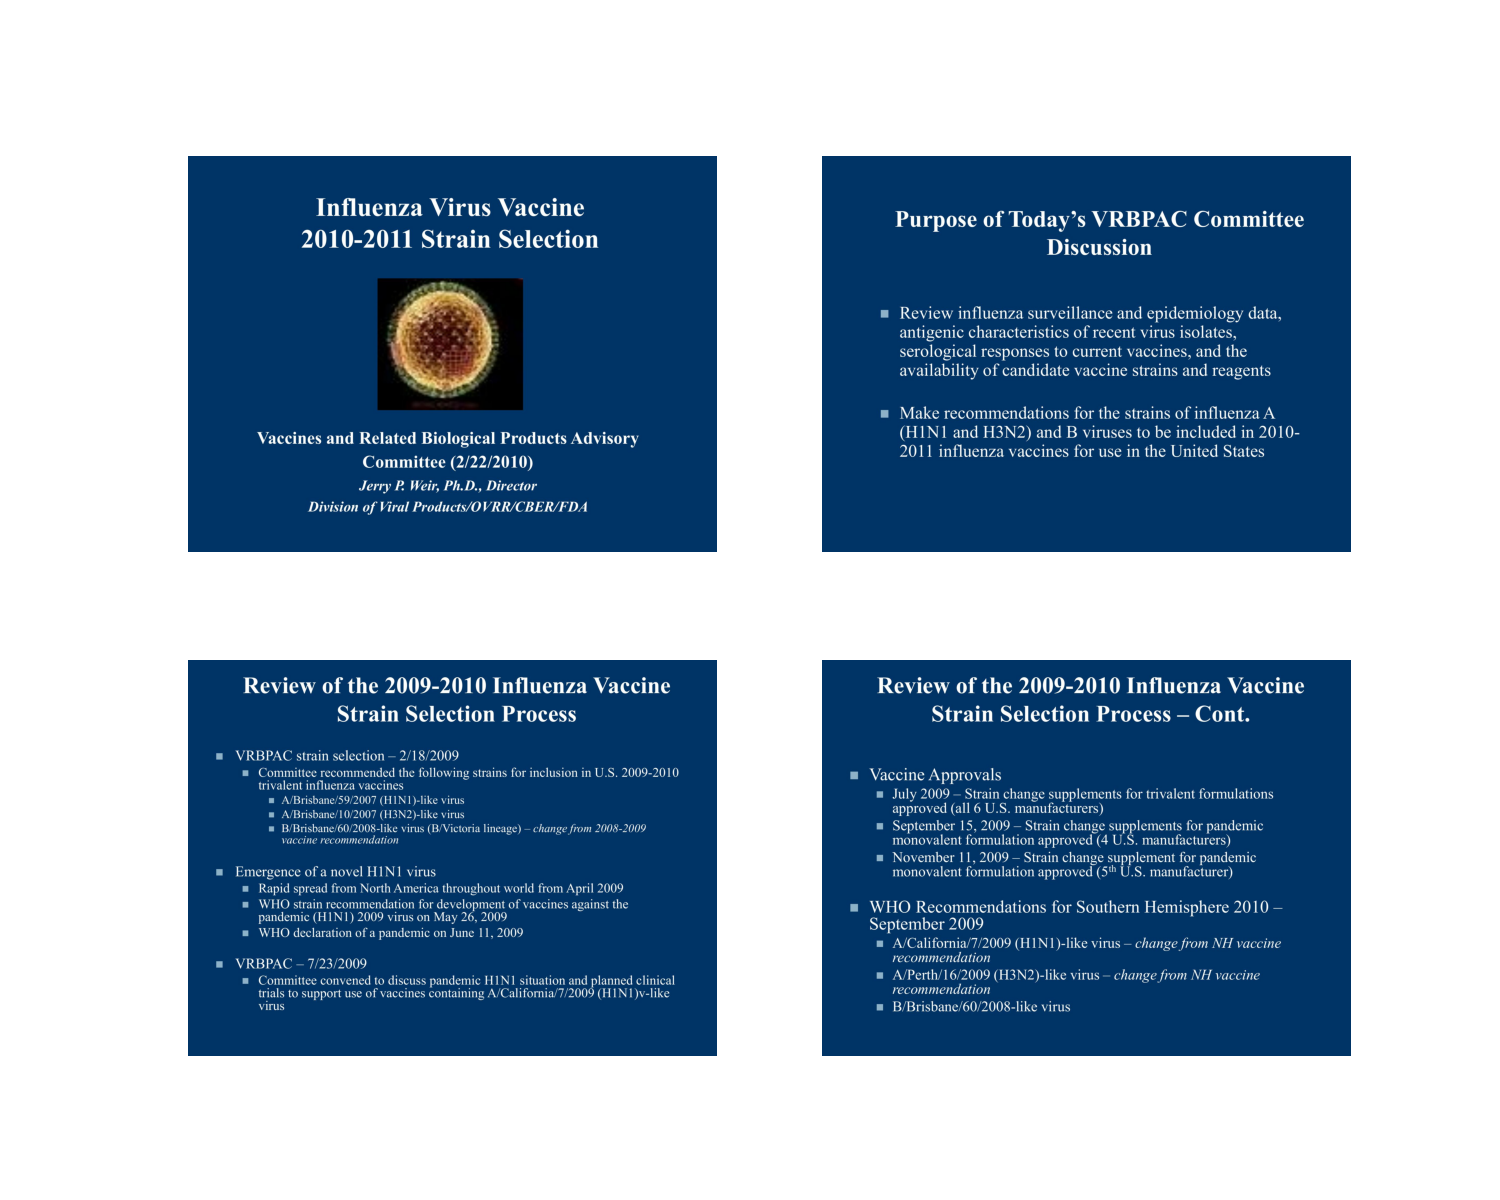 Influenza Virus Vaccine
2010-2011 Strain Selection
Vaccines and Related Biological Products Advisory
Committee (2/22/2010)
Jerry P. Weir, Ph.D., Director
Division of Viral Products/OVRR/CBER/FDA
Purpose of Today's VRBPAC Committee
Discussion
Review influenza surveillance and epidemiology data,
antigenic characteristics of recent virus isolates,
serological responses to current vaccines, and the
availability of candidate vaccine strains and reagents
Make recommendations for the strains of influenza A
(H1N1 and H3N2) and B viruses to be included in 2010-
2011 influenza vaccines for use in the United States
Review of the 2009-2010 Influenza Vaccine
Strain Selection Process
VRBPAC strain selection – 2/18/2009
Committee recommended the following strains for inclusion in U.S. 2009-2010
trivalent influenza vaccines
A/Brisbane/59/2007 (H1N1)-like virus
A/Brisbane/10/2007 (H3N2)-like virus
B/Brisbane/60/2008-like virus (B/Victoria lineage) – change from 2008-2009
vaccine recommendation
Emergence of a novel H1N1 virus
Rapid spread from North America throughout world from April 2009
WHO strain recommendation for development of vaccines against the
pandemic (H1N1) 2009 virus on May 26, 2009
WHO declaration of a pandemic on June 11, 2009
VRBPAC – 7/23/2009
Committee convened to discuss pandemic H1N1 situation and planned clinical
trials to support use of vaccines containing A/California/7/2009 (H1N1)v-like
virus
Review of the 2009-2010 Influenza Vaccine
Strain Selection Process – Cont.
Vaccine Approvals
July 2009 – Strain change supplements for trivalent formulations
approved (all 6 U.S. manufacturers)
September 15, 2009 – Strain change supplements for pandemic
monovalent formulation approved (4 U.S. manufacturers)
November 11, 2009 – Strain change supplement for pandemic
monovalent formulation approved (5th U.S. manufacturer)
WHO Recommendations for Southern Hemisphere 2010 –
September 2009
A/California/7/2009 (H1N1)-like virus – change from NH vaccine
recommendation
A/Perth/16/2009 (H3N2)-like virus – change from NH vaccine
recommendation
B/Brisbane/60/2008-like virus